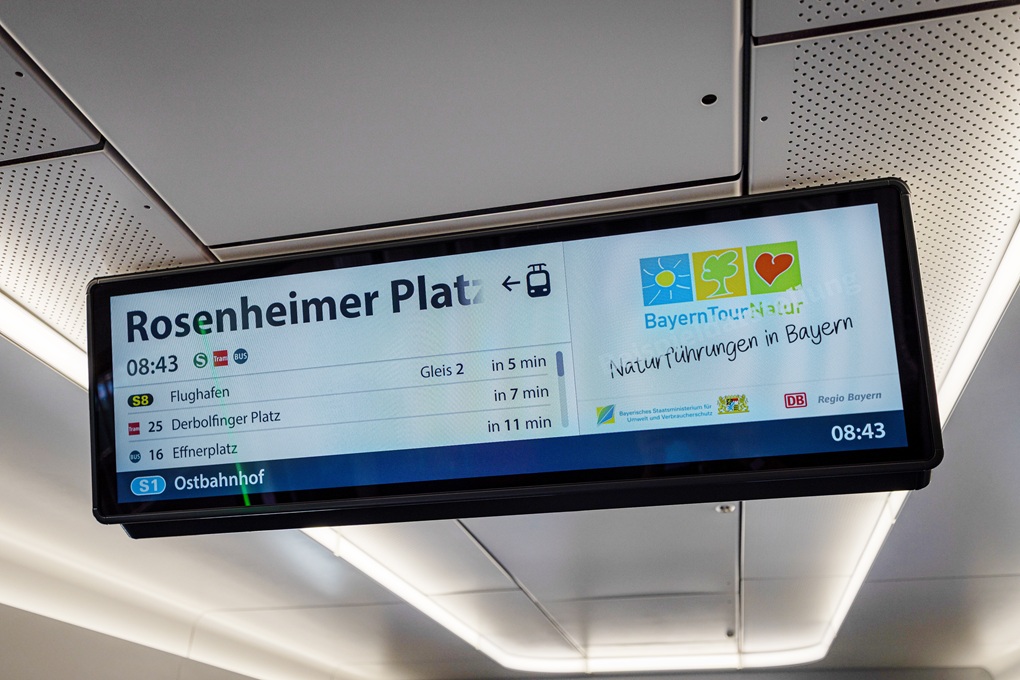 Rosenheimer Platz
08:43 S Tram BUS
S8 Flughafen Gleis 2 in 5 min
Tram 25 Derbolfinger Platz in 7 min
BUS 16 Effnerplatz in 11 min
S1 Ostbahnhof
BayernTourNatur
Naturführungen in Bayern
Bayerisches Staatsministerium für
Umwelt und Verbraucherschutz
DB Regio Bayern
08:43